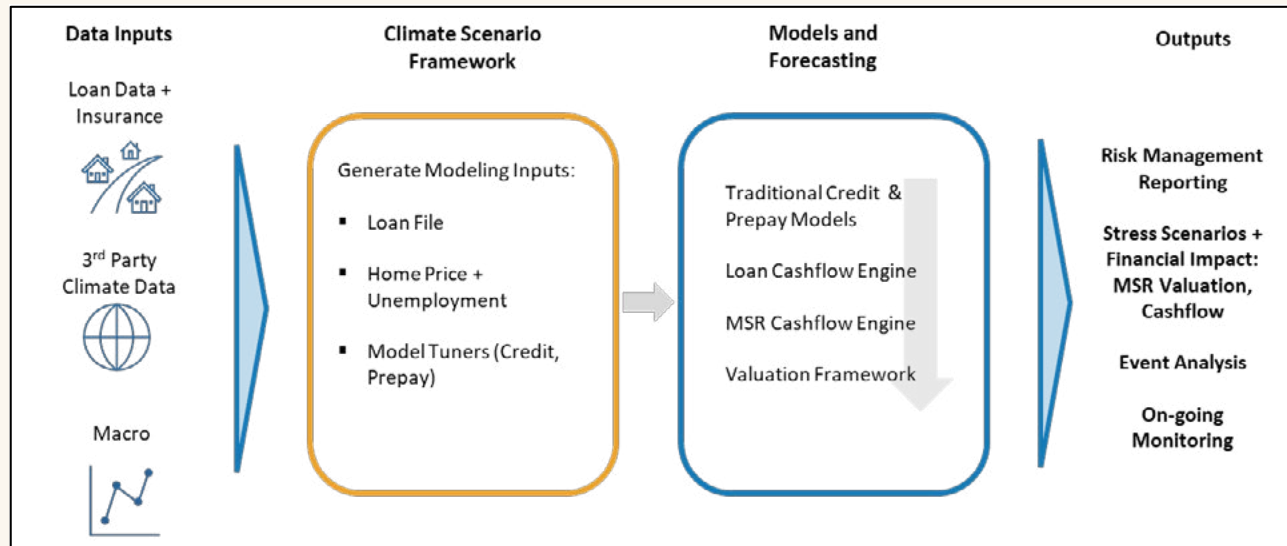 Data Inputs
Loan Data +
Insurance
3rd Party
Climate Data
Macro
Climate Scenario
Framework
Generate Modeling Inputs:
▪ Loan File
▪ Home Price +
Unemployment
▪ Model Tuners (Credit,
Prepay)
Models and
Forecasting
Traditional Credit &
Prepay Models
Loan Cashflow Engine
MSR Cashflow Engine
Valuation Framework
Outputs
Risk Management
Reporting
Stress Scenarios +
Financial Impact:
MSR Valuation,
Cashflow
Event Analysis
On-going
Monitoring